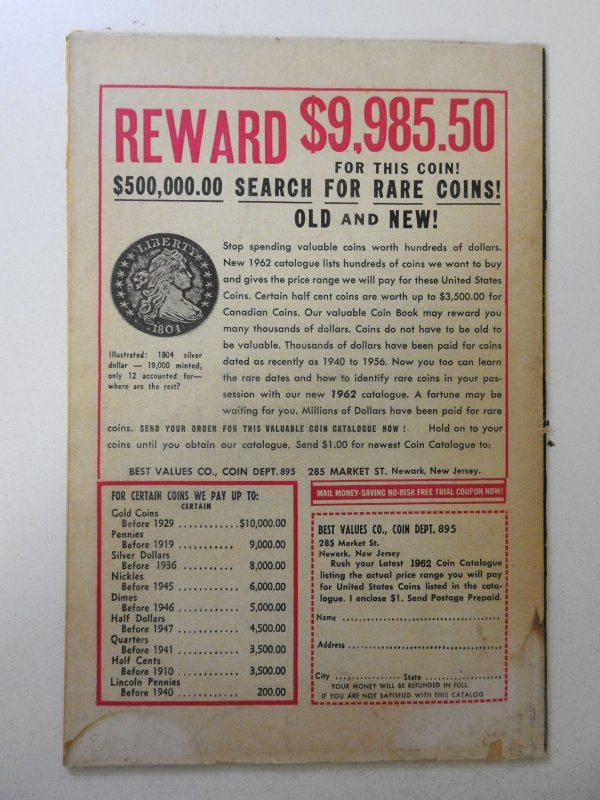 REWARD $9,985.50
FOR THIS COIN!
$500,000.00 SEARCH FOR RARE COINS!
OLD AND NEW!
LIBERTY
1804
Illustrated: 1804 silver
dollar — 19,000 minted,
only 12 accounted for—
where are the rest?
Stop spending valuable coins worth hundreds of dollars.
New 1962 catalogue lists hundreds of coins we want to buy
and gives the price range we will pay for these United States
Coins. Certain half cent coins are worth up to $3,500.00 for
Canadian Coins. Our valuable Coin Book may reward you
many thousands of dollars. Coins do not have to be old to
be valuable. Thousands of dollars have been paid for coins
dated as recently as 1940 to 1956. Now you too can learn
the rare dates and how to identify rare coins in your pos-
session with our new 1962 catalogue. A fortune may be
waiting for you. Millions of Dollars have been paid for rare
coins. SEND YOUR ORDER FOR THIS VALUABLE COIN CATALOGUE NOW ! Hold on to your
coins until you obtain our catalogue. Send $1.00 for newest Coin Catalogue to:
BEST VALUES CO., COIN DEPT. 895 285 MARKET ST. Newark, New Jersey.
FOR CERTAIN COINS WE PAY UP TO:
CERTAIN
Gold Coins
Before 1929 ............$10,000.00
Pennies
Before 1919 ........... 9,000.00
Silver Dollars
Before 1936 ........... 8,000.00
Nickles
Before 1945 ............ 6,000.00
Dimes
Before 1946 ............ 5,000.00
Half Dollars
Before 1947 ............ 4,500.00
Quarters
Before 1941 ............ 3,500.00
Half Cents
Before 1910 ............ 3,500.00
Lincoln Pennies
Before 1940 ............ 200.00
MAIL MONEY-SAVING NO-RISK FREE TRIAL COUPON NOW!
BEST VALUES CO., COIN DEPT. 895
285 Market St.
Newark, New Jersey
Rush your Latest 1962 Coin Catalogue
listing the actual price range you will pay
for United States Coins listed in the cata-
logue. I enclose $1. Send Postage Prepaid.
Name ..............................
Address ..............................
City .................. State ....................
YOUR MONEY WILL BE REFUNDED IN FULL
IF YOU ARE NOT SATISFIED WITH THIS CATALOG